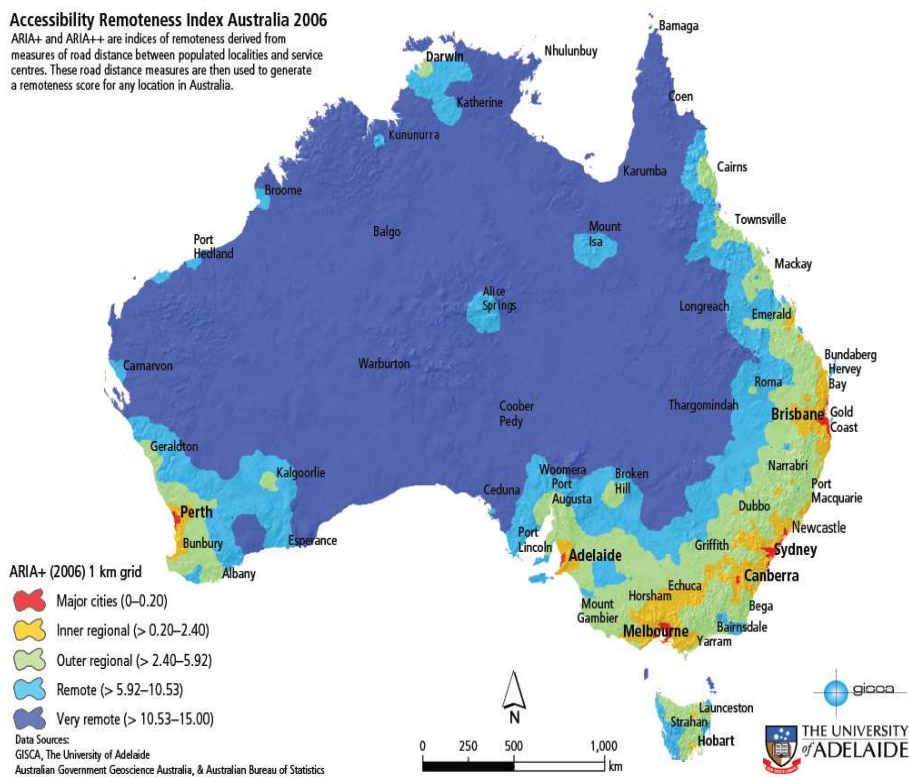 Accessibility Remoteness Index Australia 2006
ARIA+ and ARIA++ are indices of remoteness derived from
measures of road distance between populated localities and service
centres. These road distance measures are then used to generate
a remoteness score for any location in Australia.
Bamaga
Nhulunbuy
Darwin
Coen
Katherine
Kununurra
Karumba
Cairns
Broome
Townsville
Mount
Isa
Balgo
Port
Hedland
Mackay
Alice
Springs
Longreach
Emerald
Bundaberg
Hervey
Bay
Carnarvon
Warburton
Roma
Thargomindah
Coober
Pedy
Brisbane
Gold
Coast
Geraldton
Kalgoorlie
Woomera
Port
Augusta
Broken
Hill
Narrabri
Ceduna
Port
Macquarie
Dubbo
Perth
Newcastle
Port
Lincoln
Esperance
Bunbury
Griffith
Sydney
Adelaide
Albany
Canberra
Echuca
Horsham
Mount
Gambier
Bega
Melbourne
Bairnsdale
Yarram
Launceston
Strahan
Hobart
ARIA+ (2006) 1 km grid
Major cities (0–0.20)
Inner regional (> 0.20–2.40)
Outer regional (> 2.40–5.92)
Remote (> 5.92–10.53)
Very remote (> 10.53–15.00)
Data Sources:
GISCA, The University of Adelaide
Australian Government Geoscience Australia, & Australian Bureau of Statistics
N
0 250 500 1,000
km
gisca
THE UNIVERSITY
of ADELAIDE